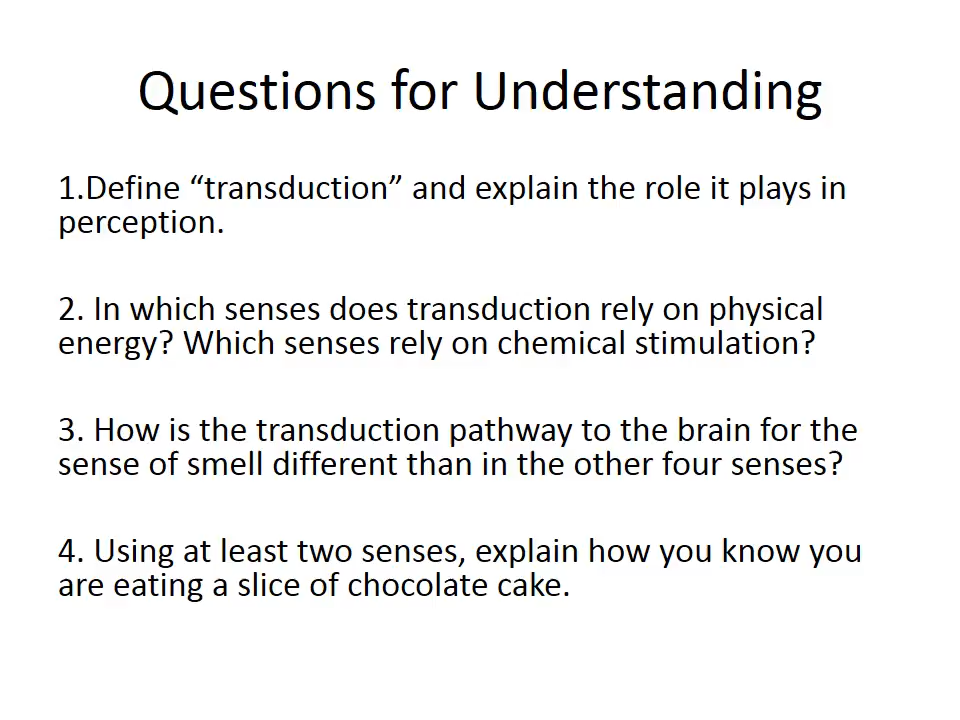 Questions for Understanding
1.Define “transduction” and explain the role it plays in
perception.
2. In which senses does transduction rely on physical
energy? Which senses rely on chemical stimulation?
3. How is the transduction pathway to the brain for the
sense of smell different than in the other four senses?
4. Using at least two senses, explain how you know you
are eating a slice of chocolate cake.